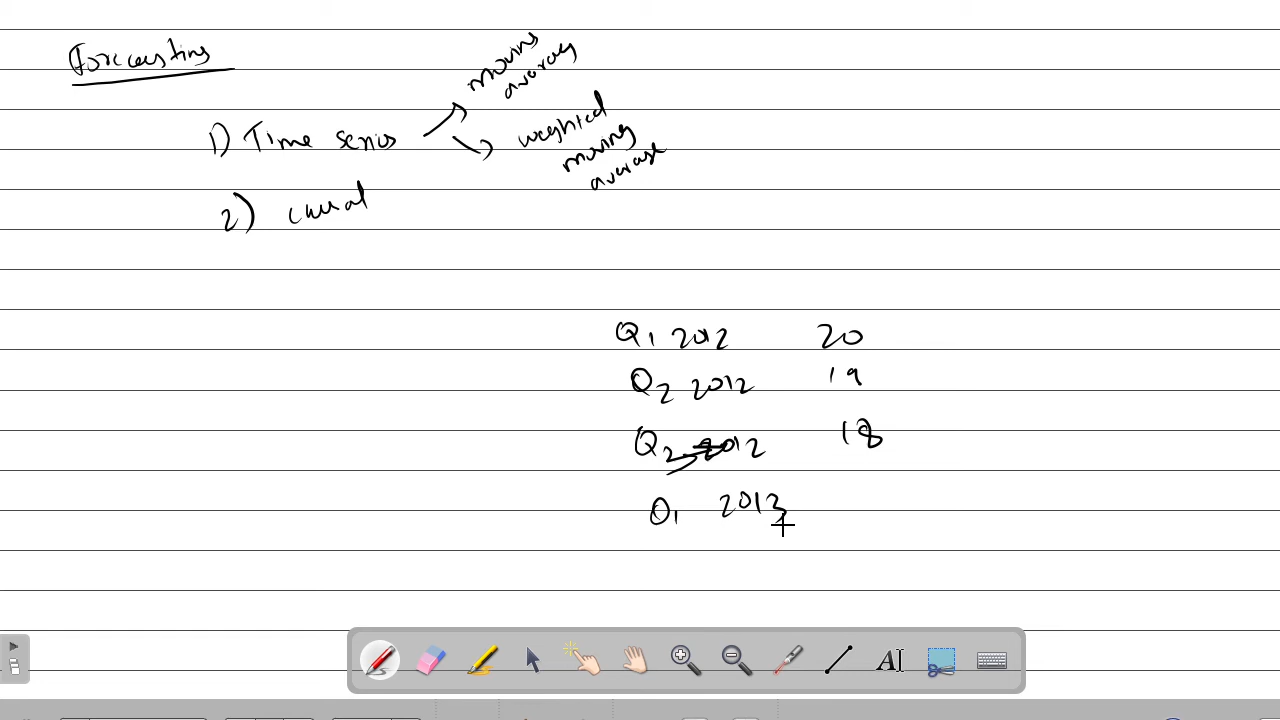 Forecasting
1) Time series
moving
average
weighted
moving
average
2) causal
Q1 2012 20
Q2 2012 19
Q2 2012 18
Q1 2013